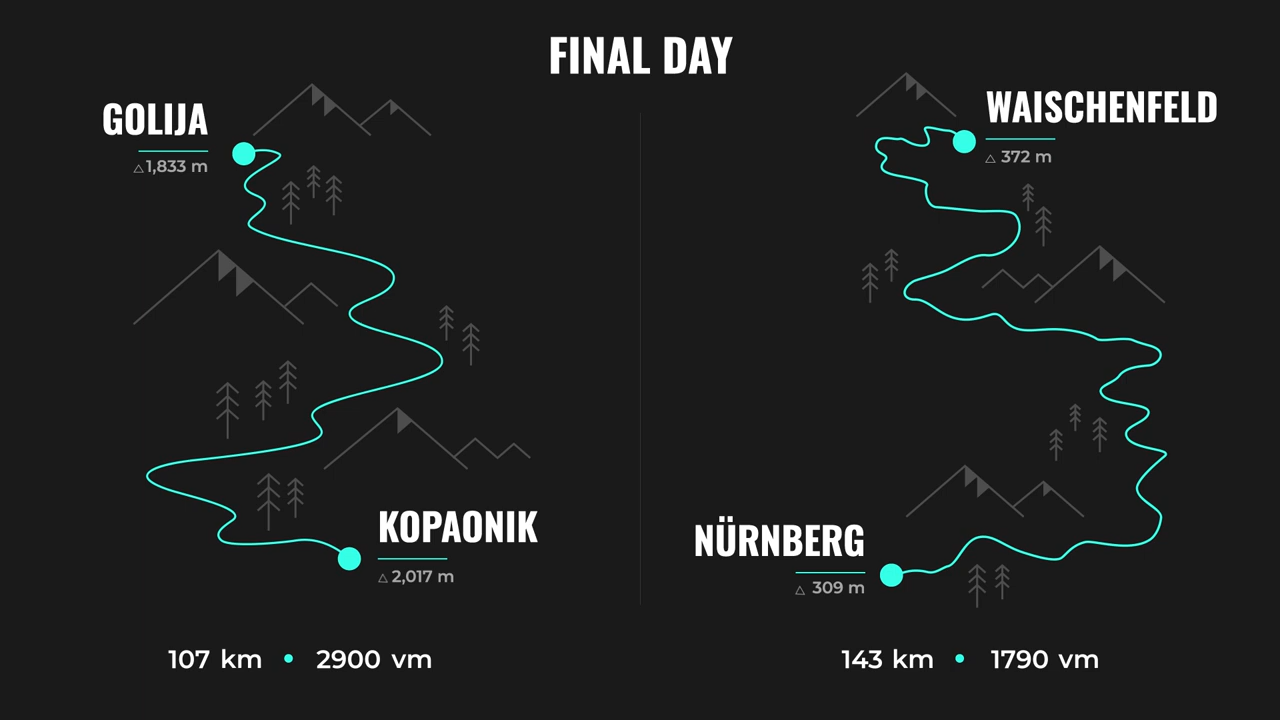 FINAL DAY
GOLIJA
△1,833 m
KOPAONIK
△ 2,017 m
107 km • 2900 vm
WAISCHENFELD
△ 372 m
NÜRNBERG
△ 309 m
143 km • 1790 vm